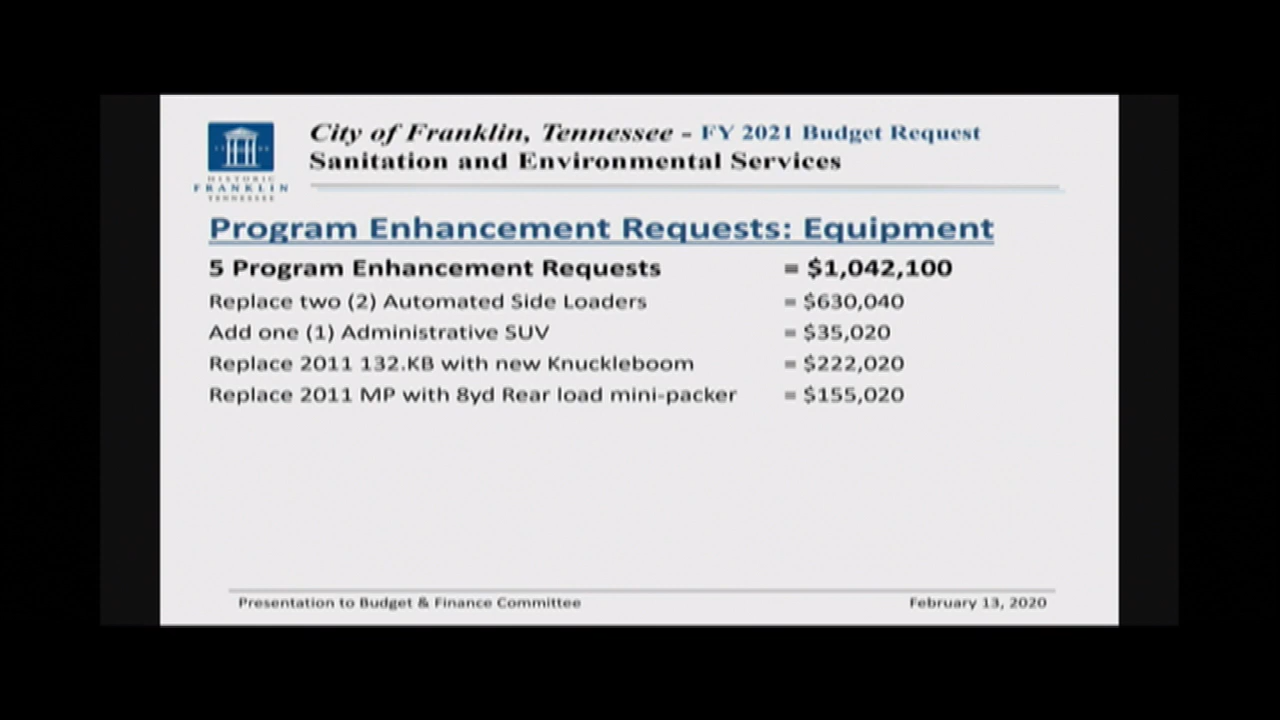 City of Franklin, Tennessee - FY 2021 Budget Request
Sanitation and Environmental Services
HISTORIC
FRANKLIN
TENNESSEE
Program Enhancement Requests: Equipment
5 Program Enhancement Requests = $1,042,100
Replace two (2) Automated Side Loaders = $630,040
Add one (1) Administrative SUV = $35,020
Replace 2011 132.KB with new Knuckleboom = $222,020
Replace 2011 MP with 8yd Rear load mini-packer = $155,020
Presentation to Budget & Finance Committee February 13, 2020